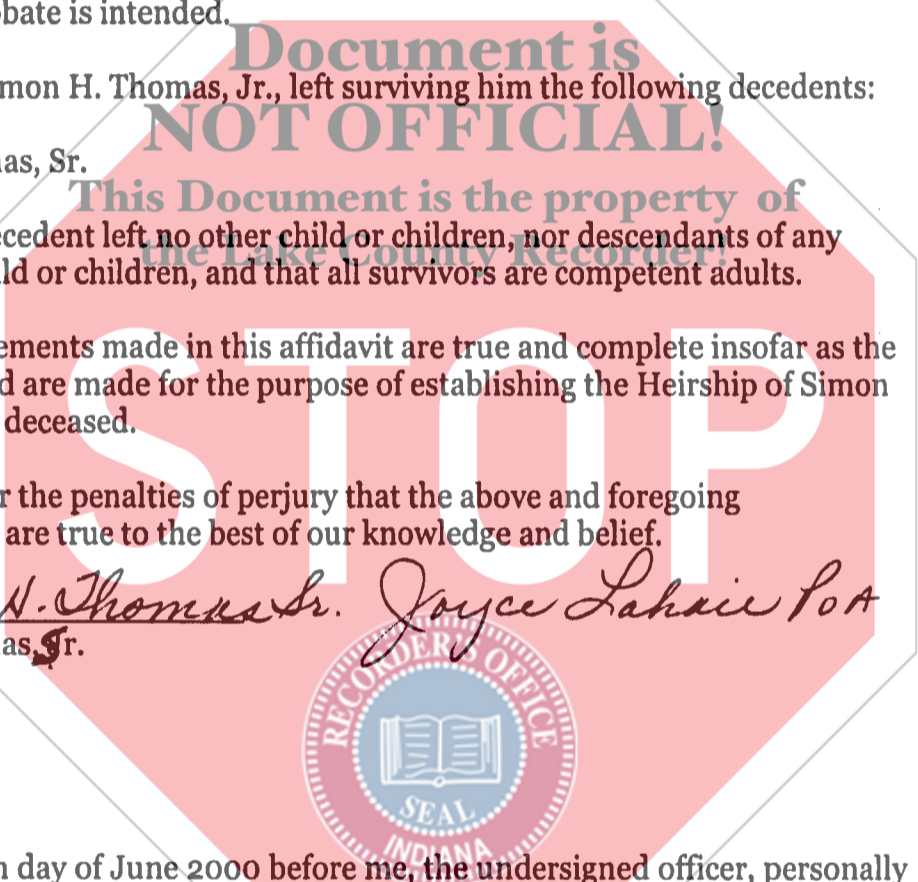 bate is intended.
Document is
mon H. Thomas, Jr., left surviving him the following decedents:
NOT OFFICIAL!
as, Sr.
This Document is the property of
cedent left no other child or children, nor descendants of any
the Lake County Recorder!
ld or children, and that all survivors are competent adults.
STOP
ements made in this affidavit are true and complete insofar as the
d are made for the purpose of establishing the Heirship of Simon
deceased.
r the penalties of perjury that the above and foregoing
are true to the best of our knowledge and belief.
H. Thomas Sr. Joyce Lahaie POA
as, Jr.
RECORDER'S OFFICE
SEAL
INDIANA
h day of June 2000 before me, the undersigned officer, personally